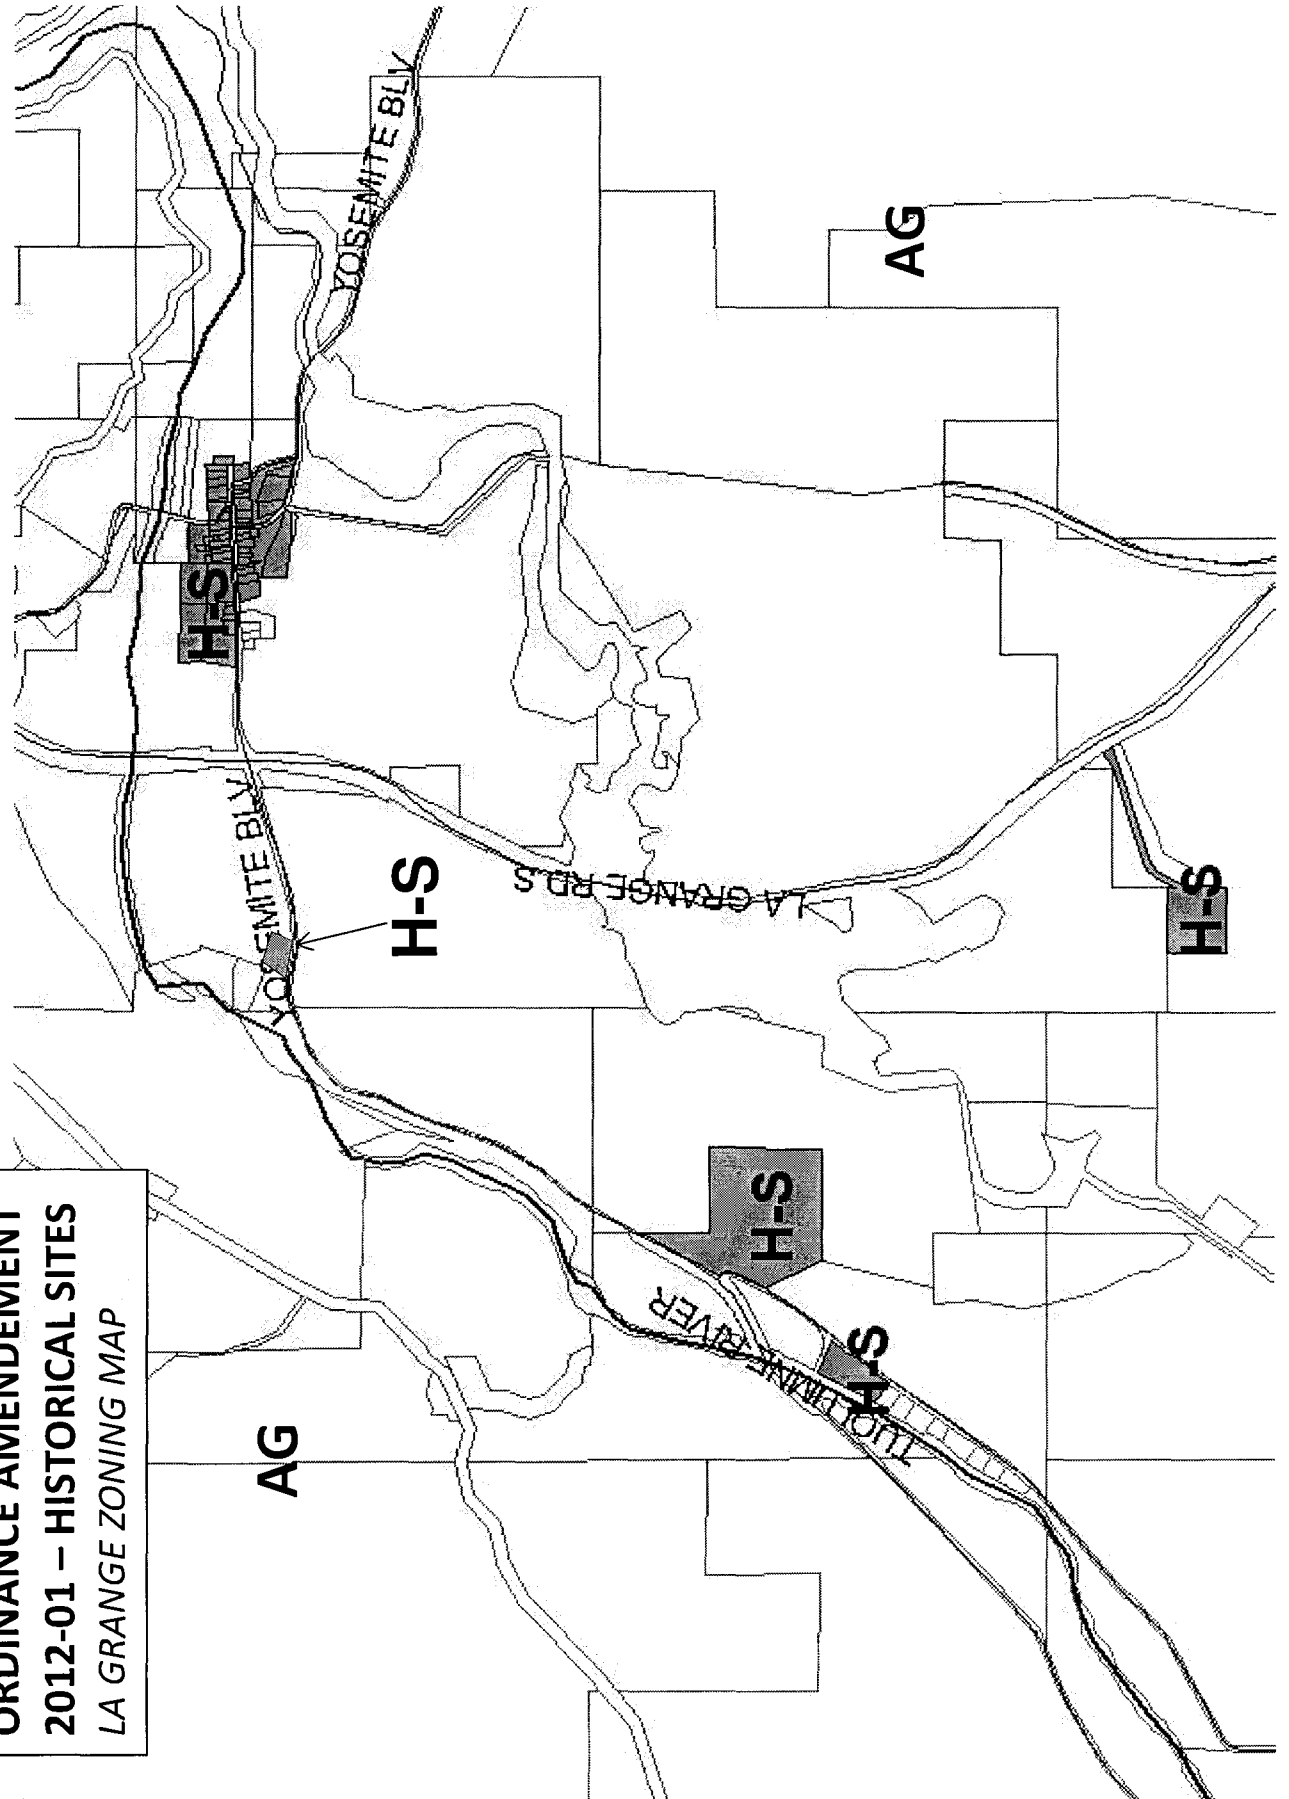 ORDINANCE AMENDEMENT
2012-01 – HISTORICAL SITES
LA GRANGE ZONING MAP
YOSEMITE BLV
H-S
AG
YOSEMITE BLV
H-S
LA GRANGE RD S
H-S
H-S
TUOLUMNE RIVER
H-S
AG